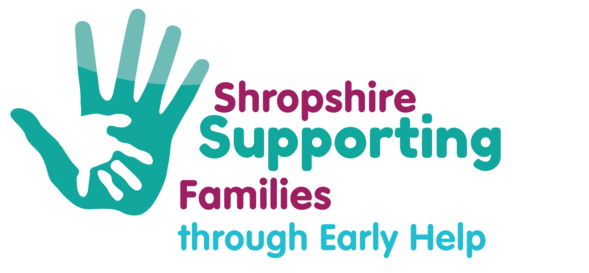 Shropshire
Supporting
Families
through Early Help